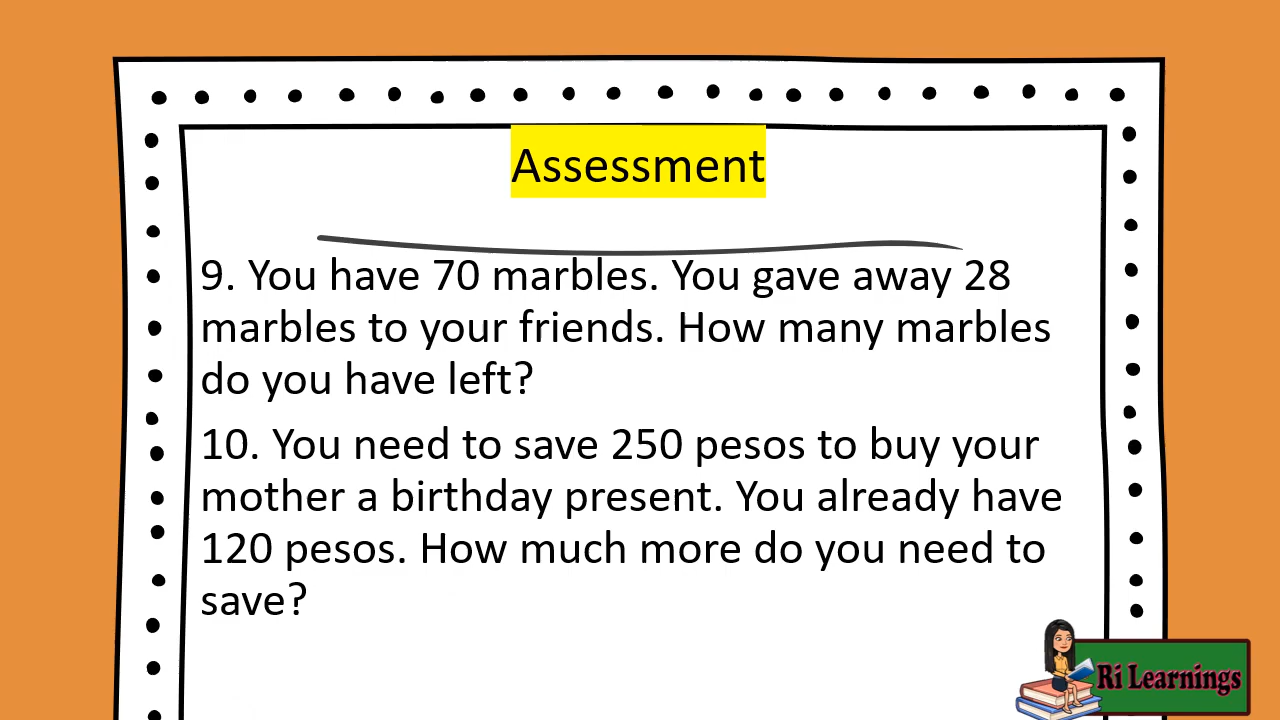 Assessment
9. You have 70 marbles. You gave away 28
marbles to your friends. How many marbles
do you have left?
10. You need to save 250 pesos to buy your
mother a birthday present. You already have
120 pesos. How much more do you need to
save?
Ri Learnings